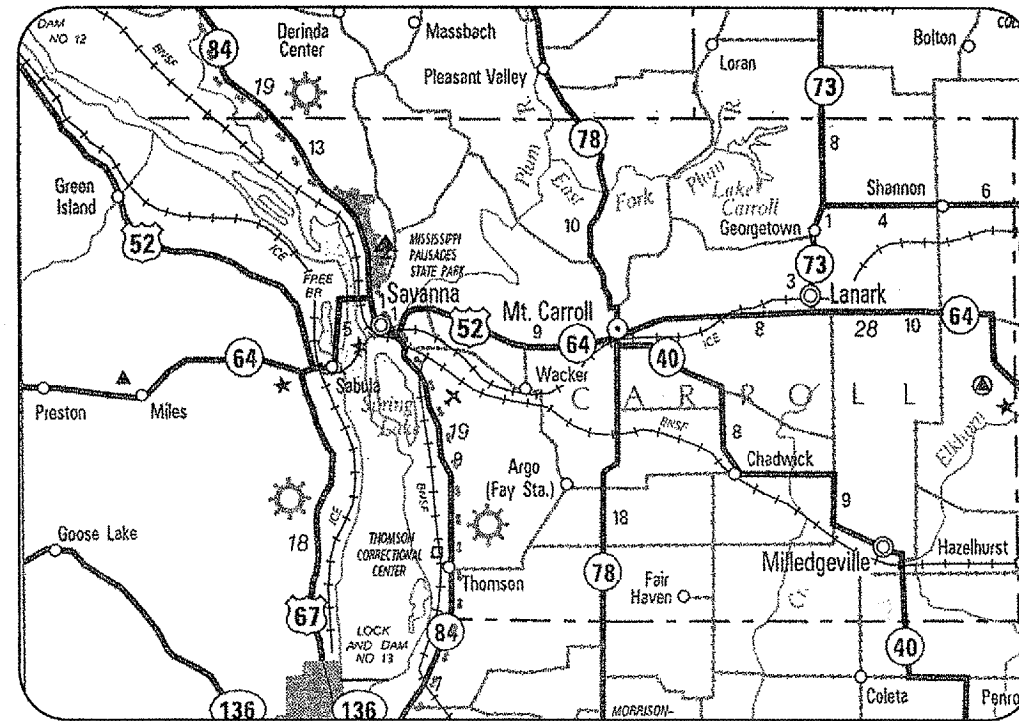 DAM
NO 12
BNSF
84
19
Derinda
Center
Massbach
Pleasant Valley
Loran
Bolton
73
13
78
8
Plum
R.
East
Fork
Plum
R.
Lake
Carroll
Georgetown
Shannon
6
1
4
Green
Island
52
ICE
10
MISSISSIPPI
PALISADES
STATE PARK
FREE
BR
73
3
Lanark
Savanna
1
5
52
Mt. Carroll
9
64
ICE
8
28
10
64
40
64
Sabula
Wacker
Preston
Miles
Spring
Lake
CARROLL
Elkhorn
19
9
BNSF
8
Chadwick
Argo
(Fay Sta.)
BNSF
9
ICE
18
Goose Lake
THOMSON
CORRECTIONAL
CENTER
18
Milledgeville
Hazelhurst
Thomson
78
Fair
Haven
67
LOCK
AND DAM
NO 13
84
40
136
136
MORRISON-
Coleta